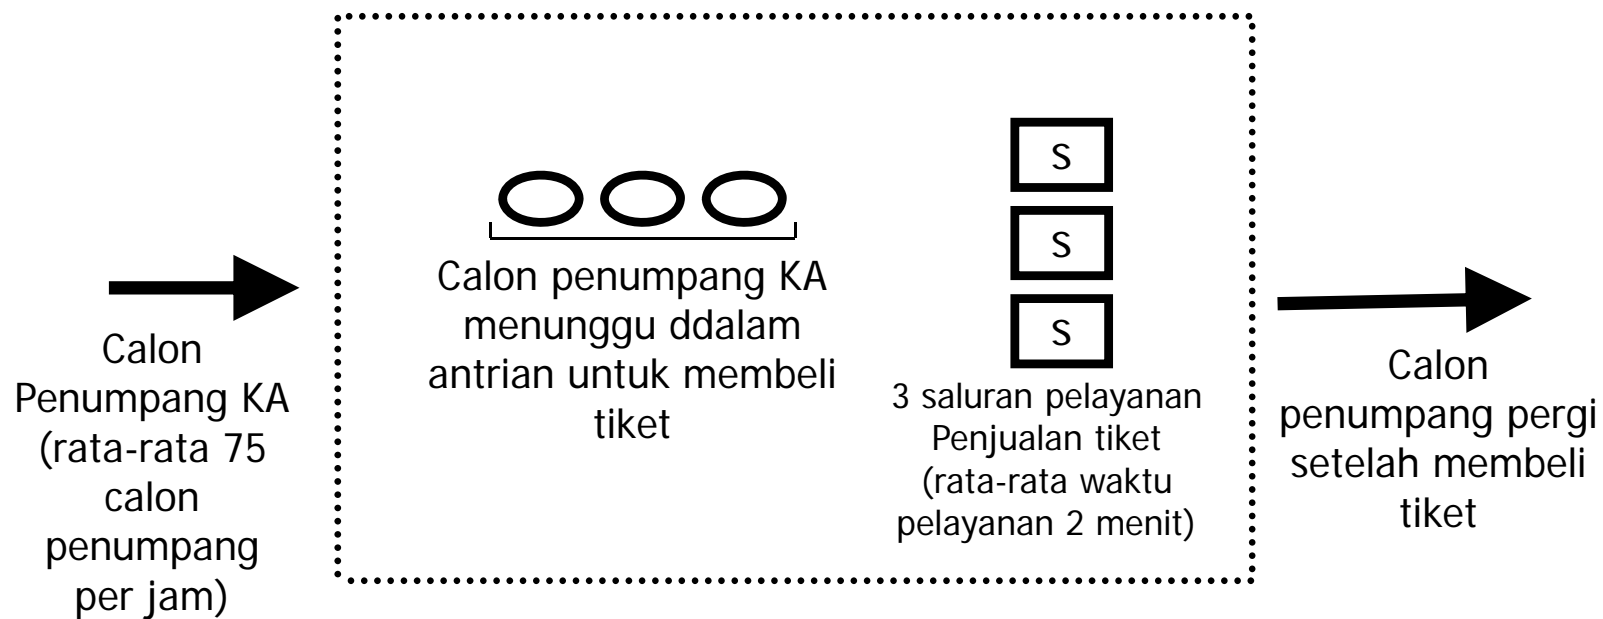 Calon
Penumpang KA
(rata-rata 75
calon
penumpang
per jam)
Calon penumpang KA
menunggu ddalam
antrian untuk membeli
tiket
S
S
S
3 saluran pelayanan
Penjualan tiket
(rata-rata waktu
pelayanan 2 menit)
Calon
penumpang pergi
setelah membeli
tiket